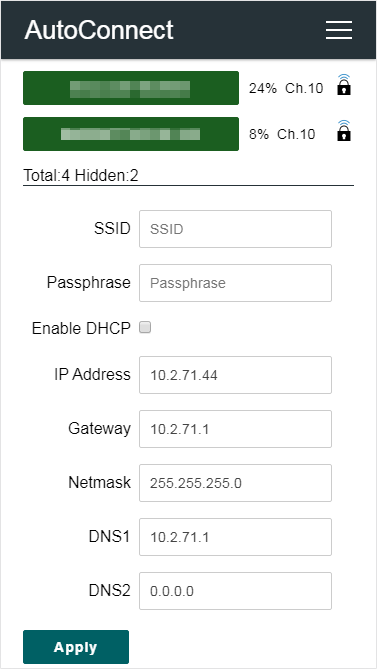 AutoConnect
24% Ch.10
8% Ch.10
Total:4 Hidden:2
SSID SSID
Passphrase Passphrase
Enable DHCP
IP Address 10.2.71.44
Gateway 10.2.71.1
Netmask 255.255.255.0
DNS1 10.2.71.1
DNS2 0.0.0.0
Apply